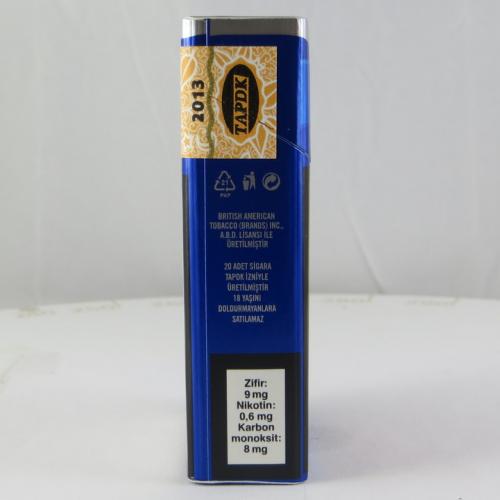 2013
TAPDK
21
PVP
BRITISH AMERICAN
TOBACCO (BRANDS) INC.,
A.B.D. LİSANSI İLE
ÜRETİLMİŞTİR
20 ADET SİGARA
TAPDK İZNİYLE
ÜRETİLMİŞTİR
18 YAŞINI
DOLDURMAYANLARA
SATILAMAZ
Zifir:
9 mg
Nikotin:
0,6 mg
Karbon
monoksit:
8 mg